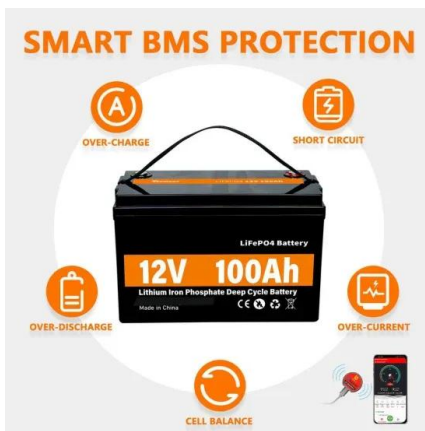 SMART BMS PROTECTION
A
OVER-CHARGE
SHORT CIRCUIT
LiFePO4 Battery
12V 100Ah
Lithium Iron Phosphate Deep Cycle Battery
Made in China
CE
OVER-DISCHARGE
OVER-CURRENT
CELL BALANCE